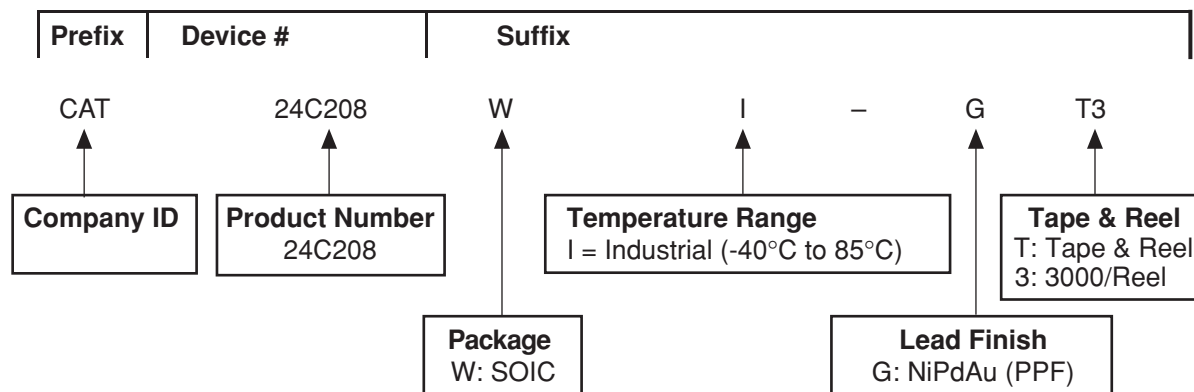 Prefix Device # Suffix
CAT 24C208 W I – G T3
Company ID
Product Number
24C208
Temperature Range
I = Industrial (-40°C to 85°C)
Tape & Reel
T: Tape & Reel
3: 3000/Reel
Package
W: SOIC
Lead Finish
G: NiPdAu (PPF)